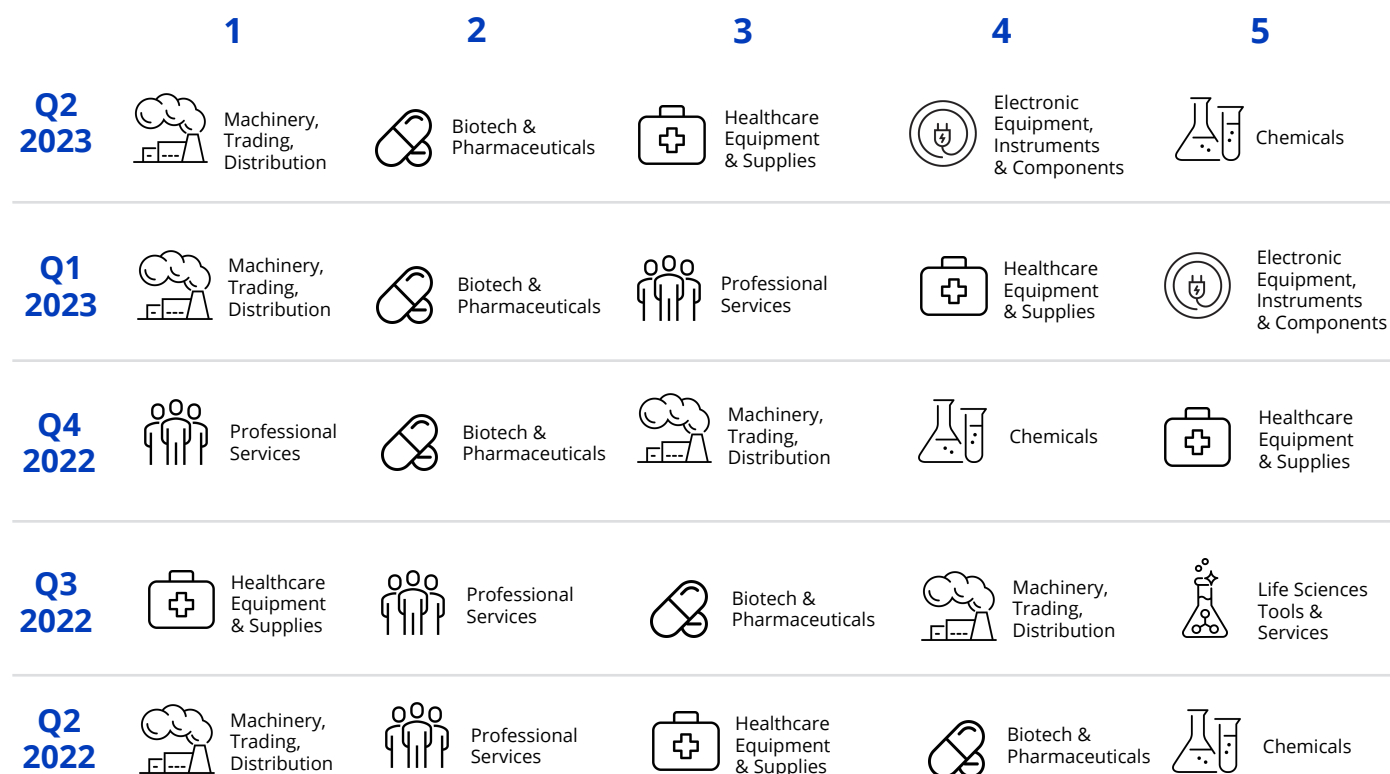 1
2
3
4
5
Q2
2023
Machinery,
Trading,
Distribution
Biotech &
Pharmaceuticals
Healthcare
Equipment
& Supplies
Electronic
Equipment,
Instruments
& Components
Chemicals
Q1
2023
Machinery,
Trading,
Distribution
Biotech &
Pharmaceuticals
Professional
Services
Healthcare
Equipment
& Supplies
Electronic
Equipment,
Instruments
& Components
Q4
2022
Professional
Services
Biotech &
Pharmaceuticals
Machinery,
Trading,
Distribution
Chemicals
Healthcare
Equipment
& Supplies
Q3
2022
Healthcare
Equipment
& Supplies
Professional
Services
Biotech &
Pharmaceuticals
Machinery,
Trading,
Distribution
Life Sciences
Tools &
Services
Q2
2022
Machinery,
Trading,
Distribution
Professional
Services
Healthcare
Equipment
& Supplies
Biotech &
Pharmaceuticals
Chemicals